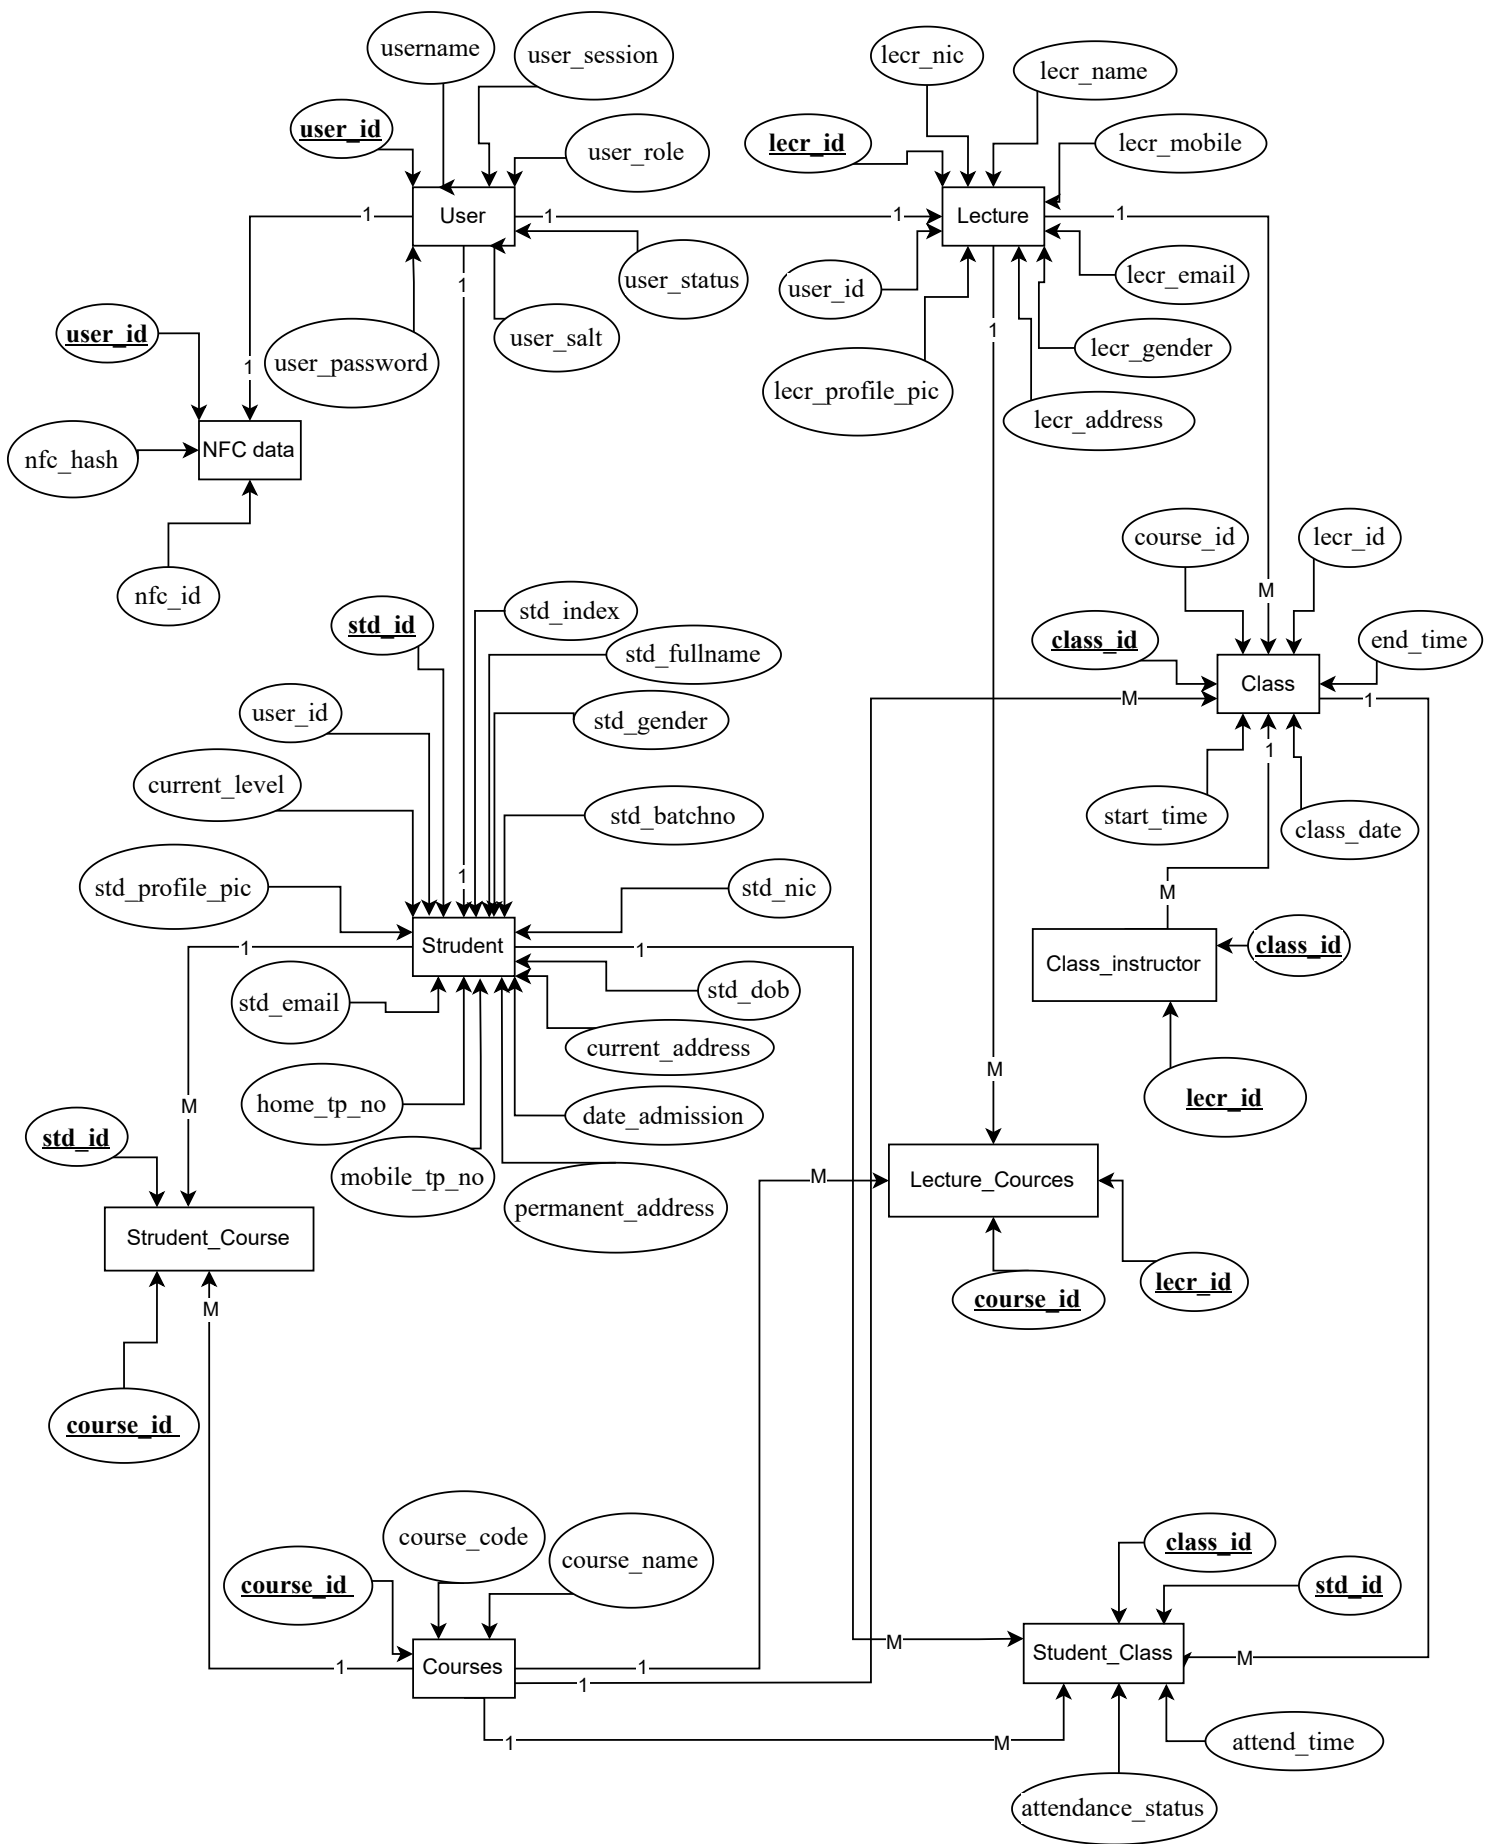 username
user_session
lecr_nic
lecr_name
user_id
user_role
lecr_id
lecr_mobile
User
Lecture
1
1
1
1
user_status
lecr_email
user_id
1
user_id
user_salt
1
lecr_gender
user_password
1
lecr_profile_pic
lecr_address
nfc_hash
NFC data
course_id
lecr_id
nfc_id
M
std_index
std_id
class_id
end_time
std_fullname
Class
M
1
user_id
std_gender
1
current_level
std_batchno
start_time
class_date
1
std_profile_pic
std_nic
M
Strudent
1
1
class_id
Class_instructor
std_email
std_dob
current_address
M
lecr_id
M
home_tp_no
date_admission
std_id
mobile_tp_no
M
Lecture_Cources
permanent_address
Strudent_Course
lecr_id
course_id
M
course_id
course_code
course_name
class_id
course_id
std_id
M
Student_Class
M
Courses
1
1
1
1
M
attend_time
attendance_status